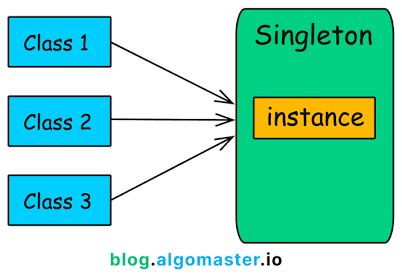 Class 1
Class 2
Class 3
Singleton
instance
blog.algomaster.io